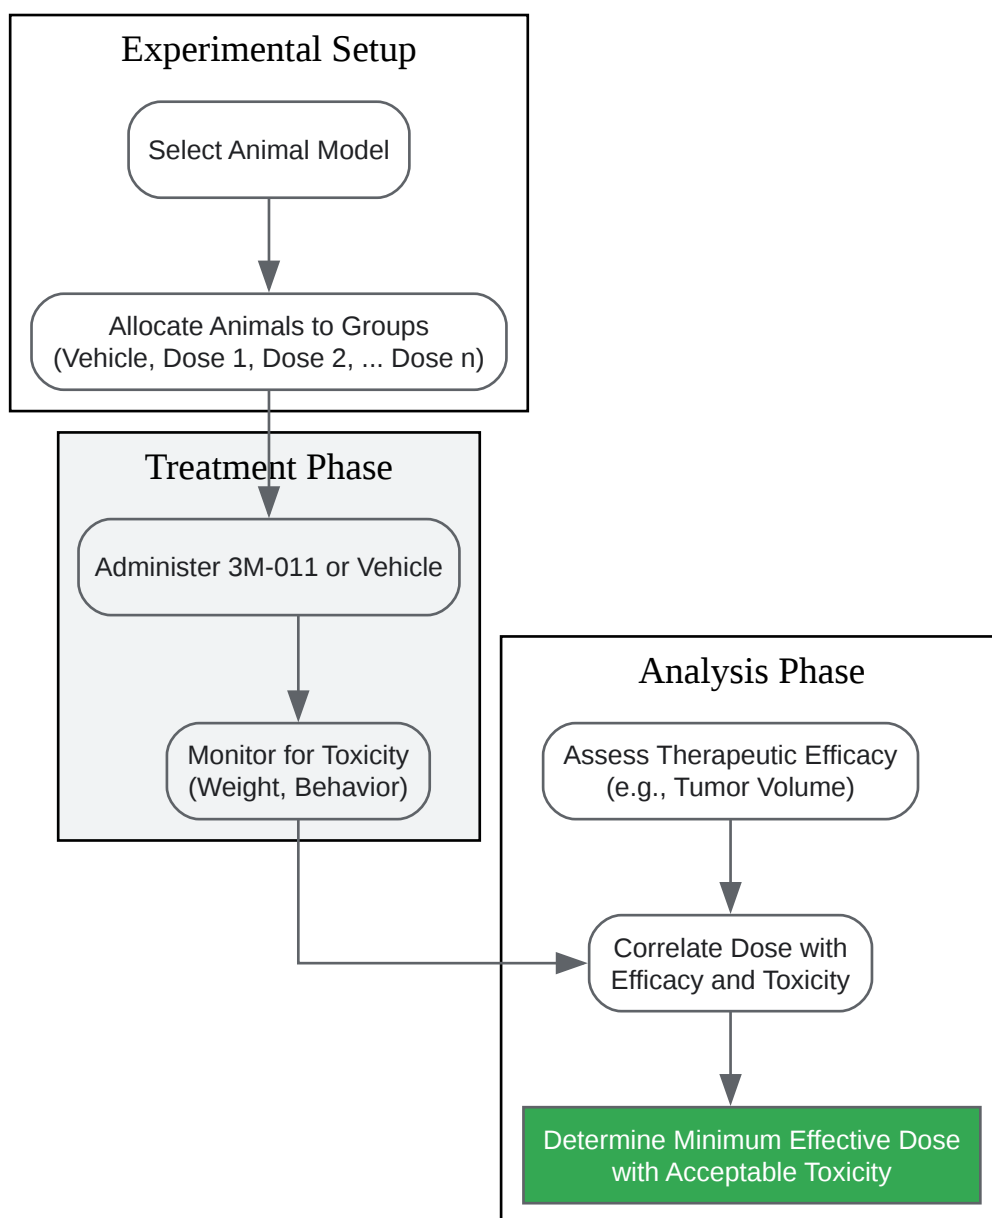 Experimental Setup
Select Animal Model
Allocate Animals to Groups
(Vehicle, Dose 1, Dose 2, ... Dose n)
Treatment Phase
Administer 3M-011 or Vehicle
Monitor for Toxicity
(Weight, Behavior)
Analysis Phase
Assess Therapeutic Efficacy
(e.g., Tumor Volume)
Correlate Dose with
Efficacy and Toxicity
Determine Minimum Effective Dose
with Acceptable Toxicity